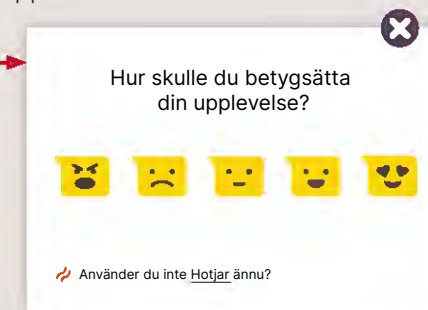 Hur skulle du betygsätta
din upplevelse?
Använder du inte Hotjar ännu?